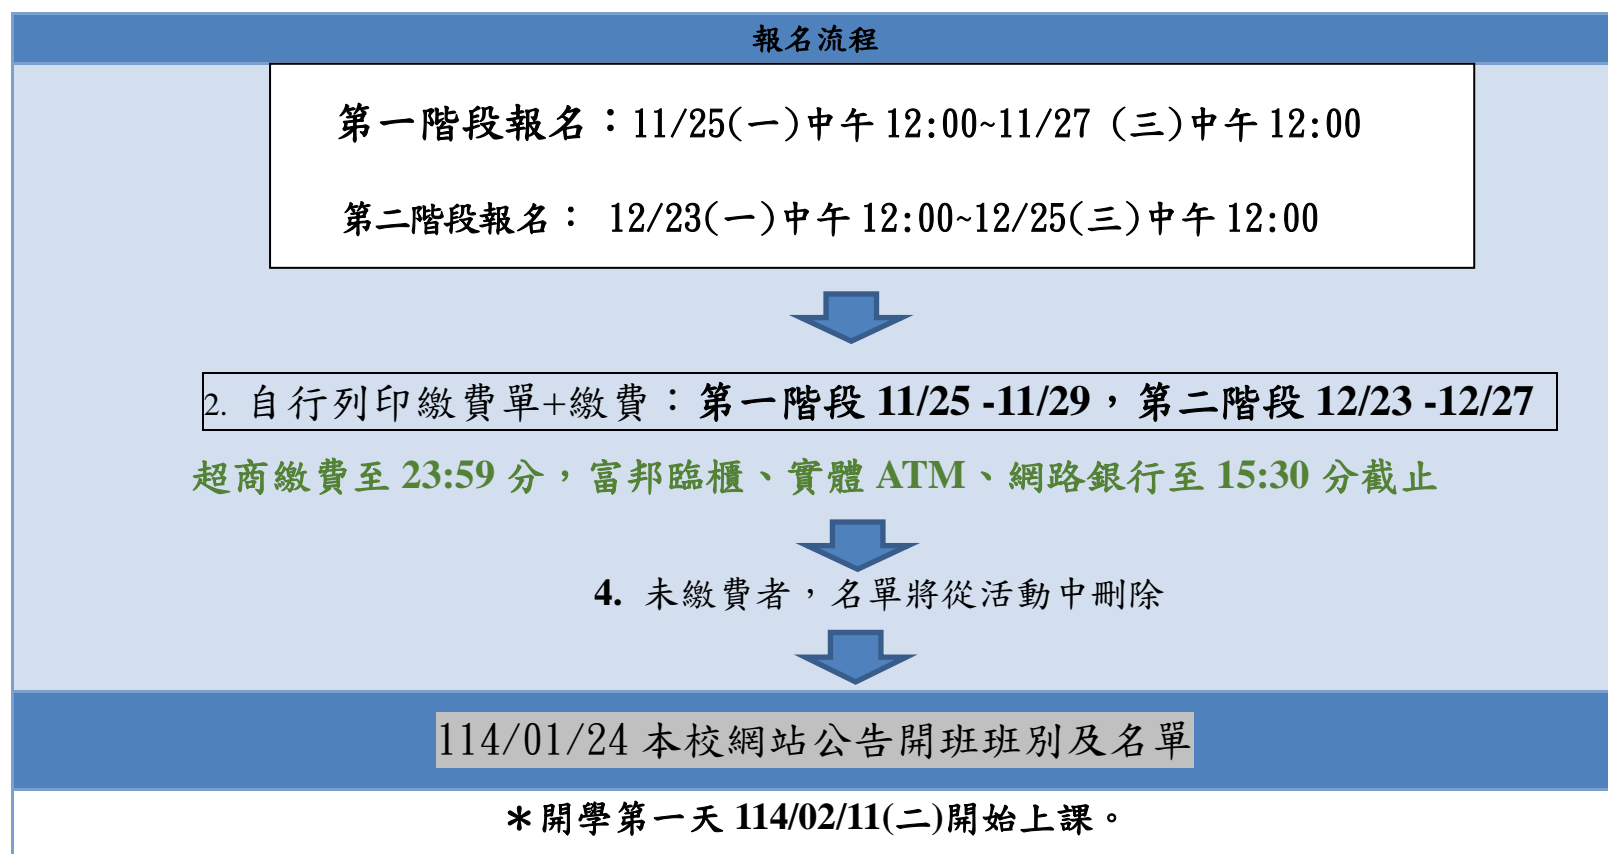 報名流程
第一階段報名：11/25(一)中午 12:00~11/27 (三)中午 12:00
第二階段報名： 12/23(一)中午 12:00~12/25(三)中午 12:00
2. 自行列印繳費單+繳費：第一階段 11/25 -11/29，第二階段 12/23 -12/27
超商繳費至 23:59 分，富邦臨櫃、實體 ATM、網路銀行至 15:30 分截止
4. 未繳費者，名單將從活動中刪除
114/01/24 本校網站公告開班班別及名單
＊開學第一天 114/02/11(二)開始上課。